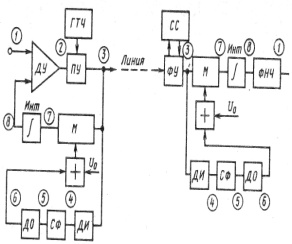 ГТЧ
СС
1
2
3
3
7
Инт
8
1
ДУ
ПУ
Линия
ФУ
М
∫
ФНЧ
Инт
7
8
∫
М
+
U₀
+
U₀
6
5
4
ДО
СФ
ДИ
ДИ
СФ
ДО
4
5
6